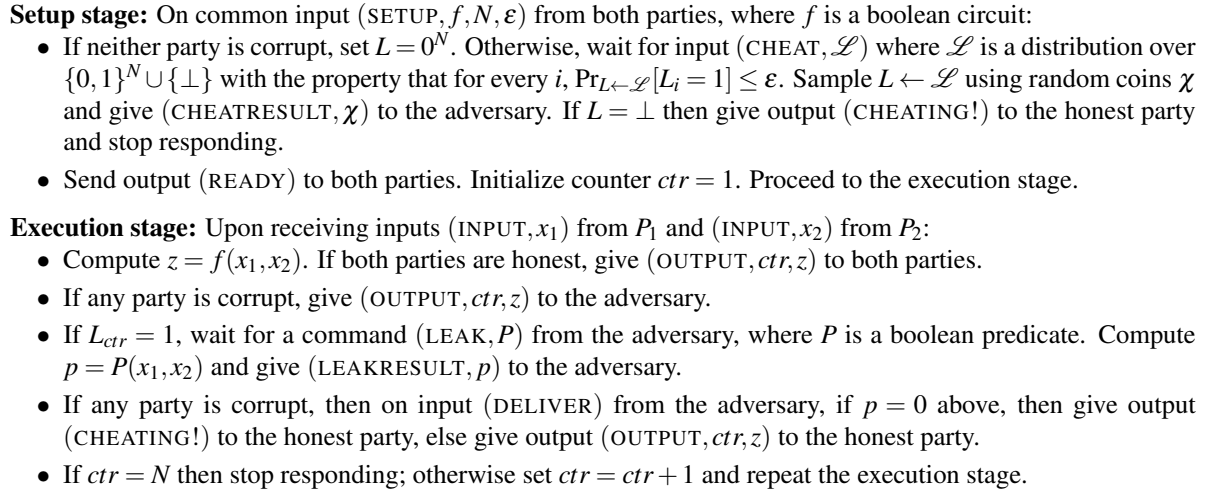 Setup stage: On common input (SETUP, f, N, ε) from both parties, where f is a boolean circuit:
• If neither party is corrupt, set L = 0^N. Otherwise, wait for input (CHEAT, ℒ) where ℒ is a distribution over
{0,1}^N ∪ {⊥} with the property that for every i, Pr_{L←ℒ}[L_i = 1] ≤ ε. Sample L ← ℒ using random coins χ
and give (CHEATRESULT, χ) to the adversary. If L = ⊥ then give output (CHEATING!) to the honest party
and stop responding.
• Send output (READY) to both parties. Initialize counter ctr = 1. Proceed to the execution stage.
Execution stage: Upon receiving inputs (INPUT, x_1) from P_1 and (INPUT, x_2) from P_2:
• Compute z = f(x_1, x_2). If both parties are honest, give (OUTPUT, ctr, z) to both parties.
• If any party is corrupt, give (OUTPUT, ctr, z) to the adversary.
• If L_{ctr} = 1, wait for a command (LEAK, P) from the adversary, where P is a boolean predicate. Compute
p = P(x_1, x_2) and give (LEAKRESULT, p) to the adversary.
• If any party is corrupt, then on input (DELIVER) from the adversary, if p = 0 above, then give output
(CHEATING!) to the honest party, else give output (OUTPUT, ctr, z) to the honest party.
• If ctr = N then stop responding; otherwise set ctr = ctr + 1 and repeat the execution stage.